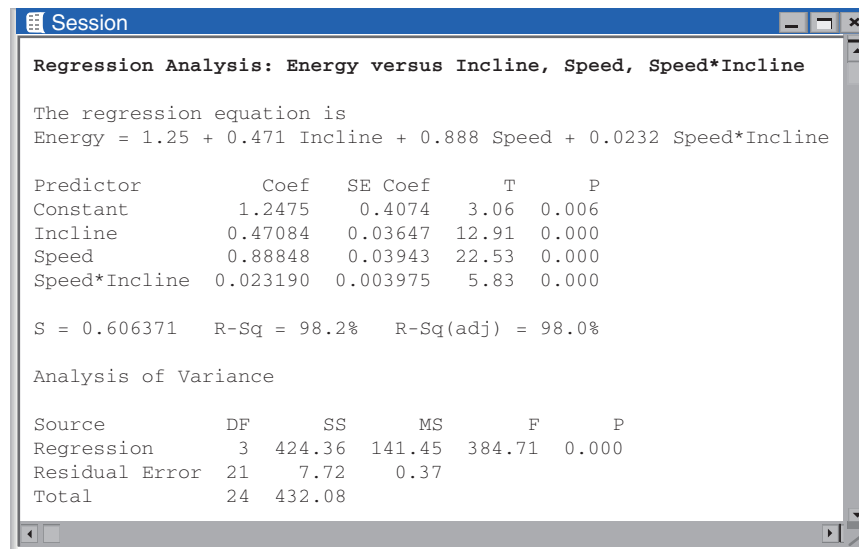 Session
Regression Analysis: Energy versus Incline, Speed, Speed*Incline
The regression equation is
Energy = 1.25 + 0.471 Incline + 0.888 Speed + 0.0232 Speed*Incline
Predictor Coef SE Coef T P
Constant 1.2475 0.4074 3.06 0.006
Incline 0.47084 0.03647 12.91 0.000
Speed 0.88848 0.03943 22.53 0.000
Speed*Incline 0.023190 0.003975 5.83 0.000
S = 0.606371 R-Sq = 98.2% R-Sq(adj) = 98.0%
Analysis of Variance
Source DF SS MS F P
Regression 3 424.36 141.45 384.71 0.000
Residual Error 21 7.72 0.37
Total 24 432.08